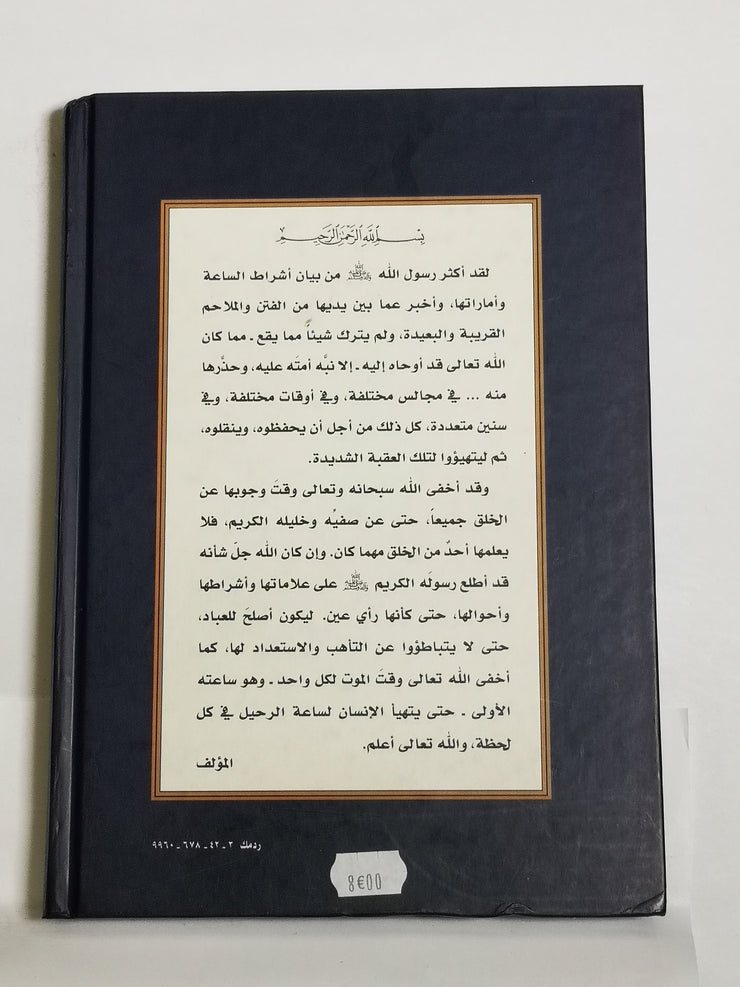 بسم الله الرحمن الرحيم
لقد أكثر رسول الله ﷺ من بيان أشراط الساعة
وأماراتها، وأخبر عما بين يديها من الفتن والملاحم
القريبة والبعيدة، ولم يترك شيئاً مما يقع ـ مما كان
الله تعالى قد أوحاه إليه ـ إلا نبَّه أمتَه عليه، وحذَّرها
منه ... في مجالس مختلفة، وفي أوقات مختلفة، وفي
سنين متعددة، كل ذلك من أجل أن يحفظوه، وينقلوه،
ثم ليتهيؤوا لتلك العقبة الشديدة.
وقد أخفى الله سبحانه وتعالى وقتَ وجوبها عن
الخلق جميعاً، حتى عن صفيِّه وخليله الكريم، فلا
يعلمها أحدٌ من الخلق مهما كان. وإن كان الله جلَّ شأنه
قد أطلع رسولَه الكريم ﷺ على علاماتها وأشراطها
وأحوالها، حتى كأنها رأي عين. ليكون أصلحَ للعباد،
حتى لا يتباطؤوا عن التأهب والاستعداد لها، كما
أخفى الله تعالى وقتَ الموت لكل واحد ـ وهو ساعته
الأولى ـ حتى يتهيأ الإنسان لساعة الرحيل في كل
لحظة، والله تعالى أعلم.
المؤلف
ردمك ٣ـ٤٢ـ٦٧٨ـ٩٩٦٠
8€00